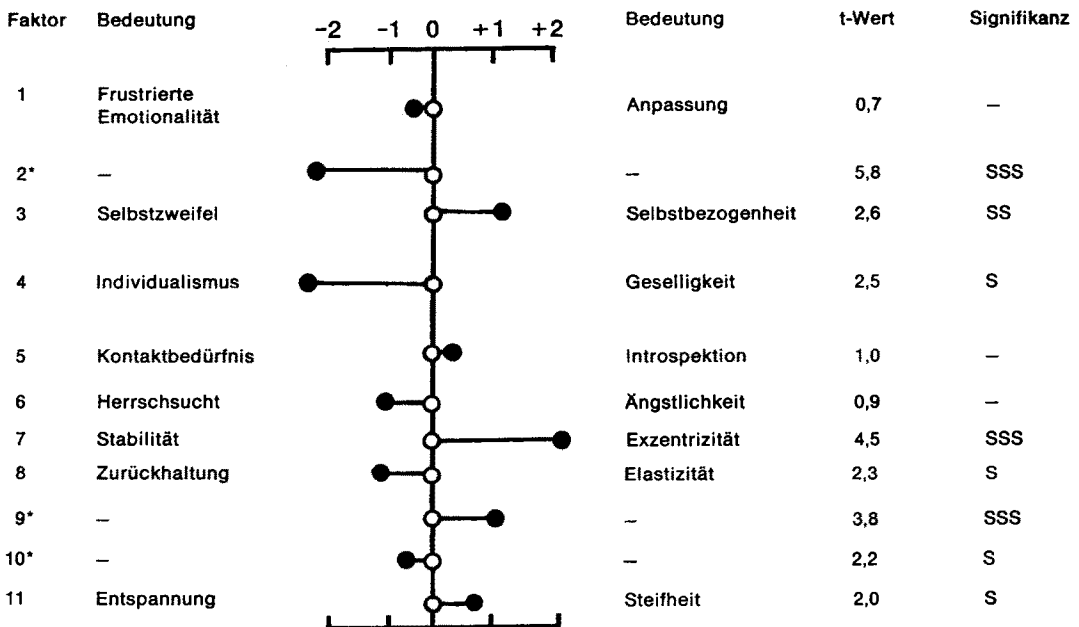 Faktor Bedeutung -2 -1 0 +1 +2 Bedeutung t-Wert Signifikanz
1 Frustrierte Emotionalität Anpassung 0,7 –
2* – – 5,8 SSS
3 Selbstzweifel Selbstbezogenheit 2,6 SS
4 Individualismus Geselligkeit 2,5 S
5 Kontaktbedürfnis Introspektion 1,0 –
6 Herrschsucht Ängstlichkeit 0,9 –
7 Stabilität Exzentrizität 4,5 SSS
8 Zurückhaltung Elastizität 2,3 S
9* – – 3,8 SSS
10* – – 2,2 S
11 Entspannung Steifheit 2,0 S